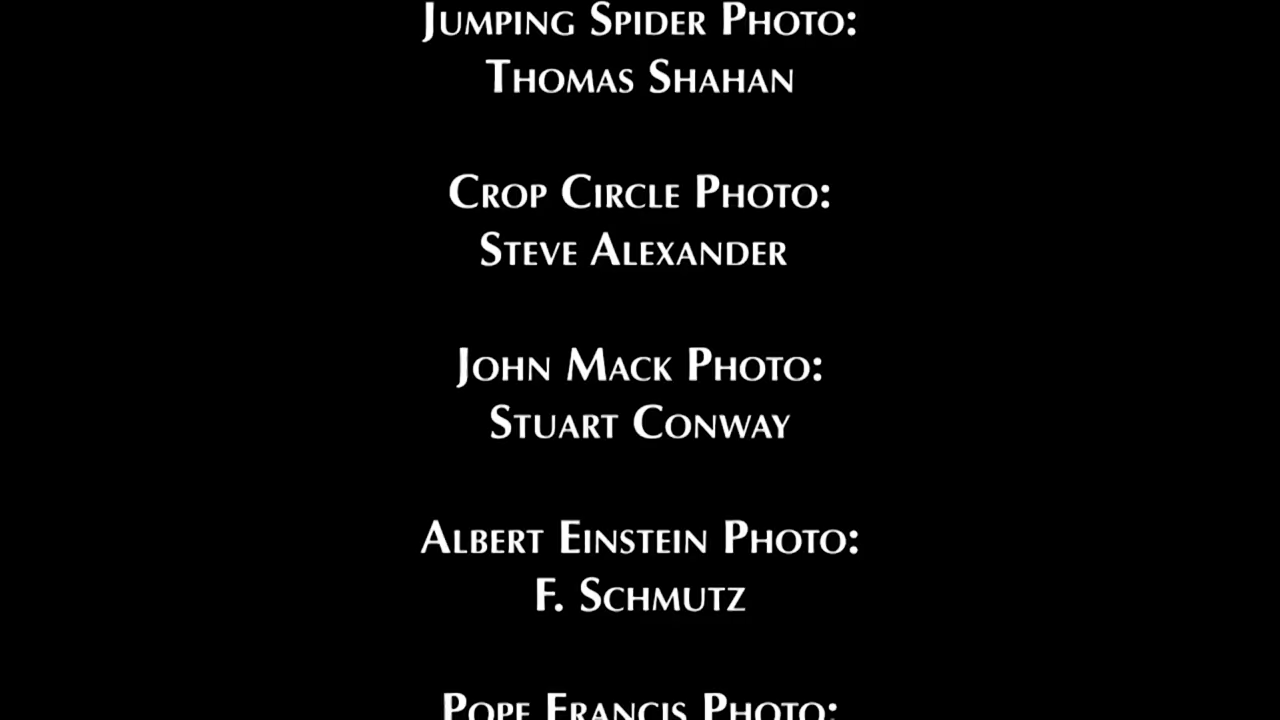 JUMPING SPIDER PHOTO:
THOMAS SHAHAN
CROP CIRCLE PHOTO:
STEVE ALEXANDER
JOHN MACK PHOTO:
STUART CONWAY
ALBERT EINSTEIN PHOTO:
F. SCHMUTZ
POPE FRANCIS PHOTO: